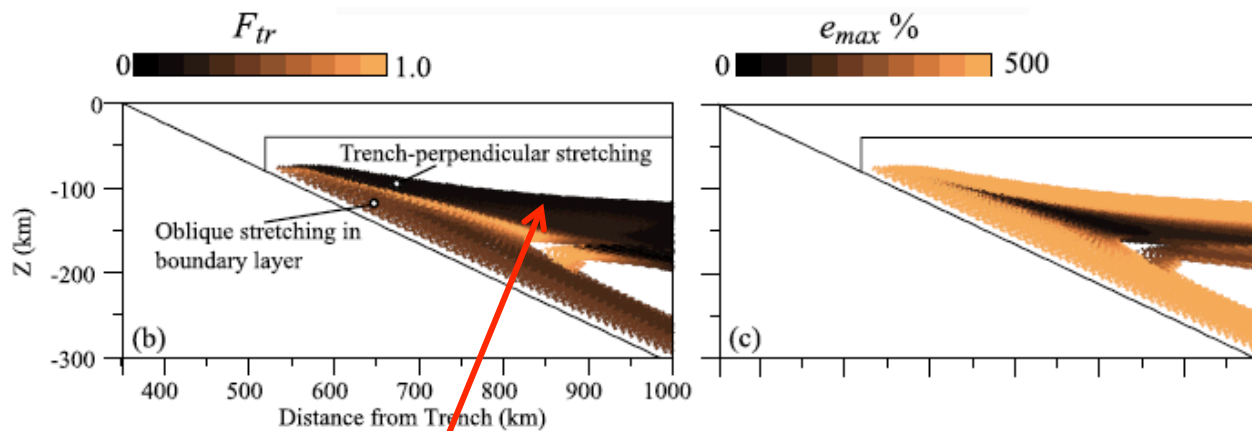 F_tr
0 1.0
e_max %
0 500
0
-100
-200
-300
Z (km)
Trench-perpendicular stretching
Oblique stretching in
boundary layer
(b)
400 500 600 700 800 900 1000
Distance from Trench (km)
(c)